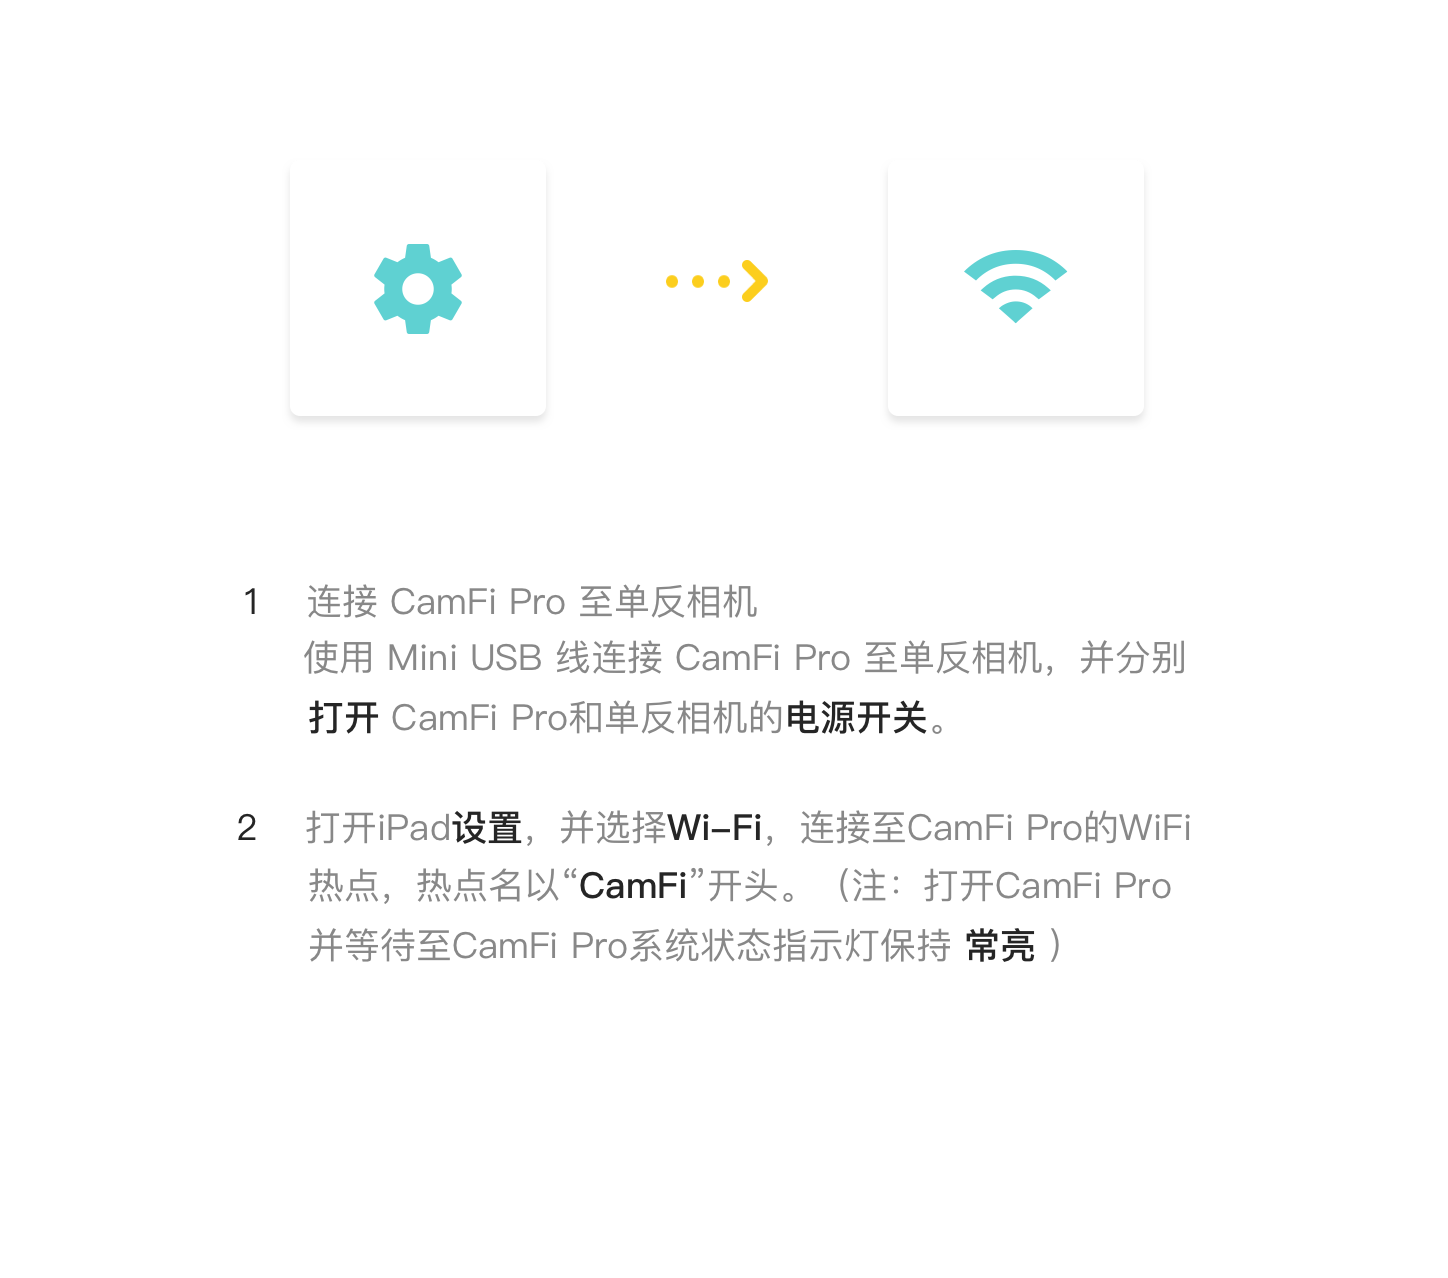 1 连接 CamFi Pro 至单反相机
使用 Mini USB 线连接 CamFi Pro 至单反相机，并分别
打开 CamFi Pro和单反相机的电源开关。
2 打开iPad设置，并选择Wi–Fi，连接至CamFi Pro的WiFi
热点，热点名以“CamFi”开头。（注：打开CamFi Pro
并等待至CamFi Pro系统状态指示灯保持 常亮 ）